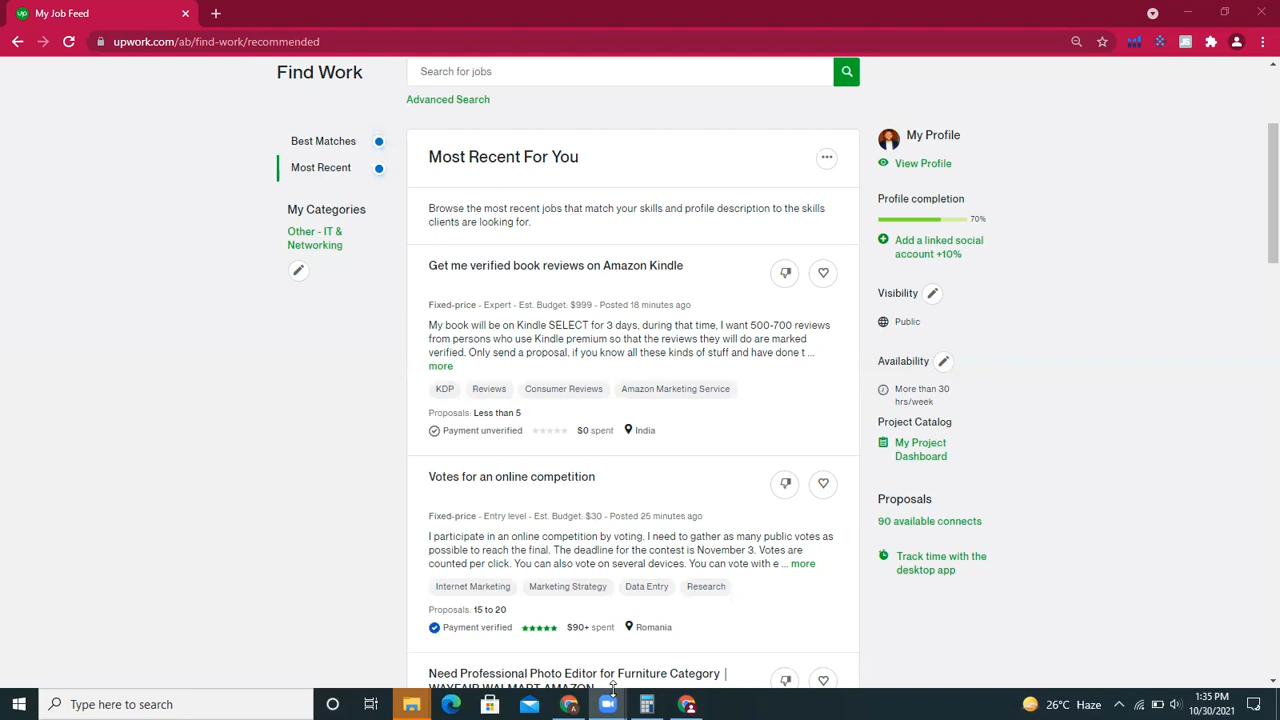 My Job Feed
upwork.com/ab/find-work/recommended
Find Work
Search for jobs
Advanced Search
Best Matches
Most Recent
My Categories
Other - IT &
Networking
Most Recent For You
Browse the most recent jobs that match your skills and profile description to the skills
clients are looking for.
Get me verified book reviews on Amazon Kindle
Fixed-price - Expert - Est. Budget: $999 - Posted 18 minutes ago
My book will be on Kindle SELECT for 3 days, during that time, I want 500-700 reviews
from persons who use Kindle premium so that the reviews they will do are marked
verified. Only send a proposal, if you know all these kinds of stuff and have done t ...
more
KDP Reviews Consumer Reviews Amazon Marketing Service
Proposals: Less than 5
Payment unverified $0 spent India
Votes for an online competition
Fixed-price - Entry level - Est. Budget: $30 - Posted 25 minutes ago
I participate in an online competition by voting. I need to gather as many public votes as
possible to reach the final. The deadline for the contest is November 3. Votes are
counted per click. You can also vote on several devices. You can vote with e ... more
Internet Marketing Marketing Strategy Data Entry Research
Proposals: 15 to 20
Payment verified $90+ spent Romania
Need Professional Photo Editor for Furniture Category |
WAYFAIR WALMART AMAZON
My Profile
View Profile
Profile completion
70%
Add a linked social
account +10%
Visibility
Public
Availability
More than 30
hrs/week
Project Catalog
My Project
Dashboard
Proposals
90 available connects
Track time with the
desktop app
Type here to search
26°C Haze
1:35 PM
10/30/2021